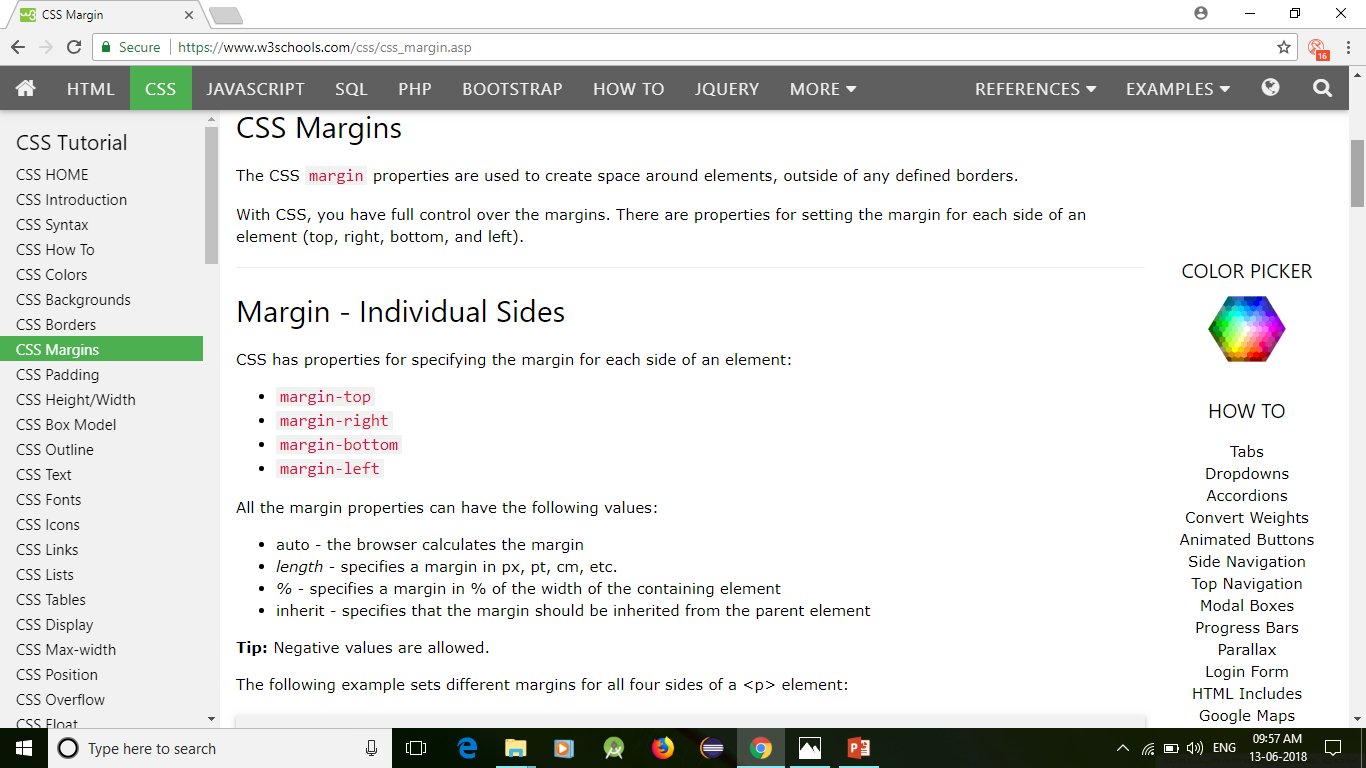 CSS Margin
Secure https://www.w3schools.com/css/css_margin.asp
16
HTML CSS JAVASCRIPT SQL PHP BOOTSTRAP HOW TO JQUERY MORE REFERENCES EXAMPLES
CSS Tutorial
CSS HOME
CSS Introduction
CSS Syntax
CSS How To
CSS Colors
CSS Backgrounds
CSS Borders
CSS Margins
CSS Padding
CSS Height/Width
CSS Box Model
CSS Outline
CSS Text
CSS Fonts
CSS Icons
CSS Links
CSS Lists
CSS Tables
CSS Display
CSS Max-width
CSS Position
CSS Overflow
CSS Float
CSS Margins
The CSS margin properties are used to create space around elements, outside of any defined borders.
With CSS, you have full control over the margins. There are properties for setting the margin for each side of an
element (top, right, bottom, and left).
Margin - Individual Sides
CSS has properties for specifying the margin for each side of an element:
• margin-top
• margin-right
• margin-bottom
• margin-left
All the margin properties can have the following values:
• auto - the browser calculates the margin
• length - specifies a margin in px, pt, cm, etc.
• % - specifies a margin in % of the width of the containing element
• inherit - specifies that the margin should be inherited from the parent element
Tip: Negative values are allowed.
The following example sets different margins for all four sides of a <p> element:
COLOR PICKER
HOW TO
Tabs
Dropdowns
Accordions
Convert Weights
Animated Buttons
Side Navigation
Top Navigation
Modal Boxes
Progress Bars
Parallax
Login Form
HTML Includes
Google Maps
Type here to search
ENG
09:57 AM
13-06-2018